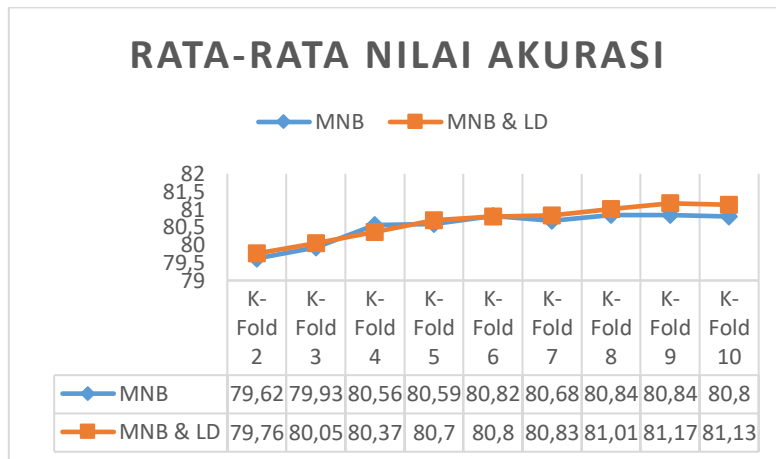 RATA-RATA NILAI AKURASI
MNB MNB & LD
82
81,5
81
80,5
80
79,5
79
K- K- K- K- K- K- K- K- K-
Fold Fold Fold Fold Fold Fold Fold Fold Fold
2 3 4 5 6 7 8 9 10
MNB 79,62 79,93 80,56 80,59 80,82 80,68 80,84 80,84 80,8
MNB & LD 79,76 80,05 80,37 80,7 80,8 80,83 81,01 81,17 81,13